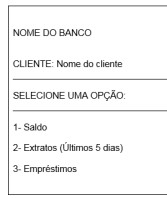 NOME DO BANCO
CLIENTE: Nome do cliente
SELECIONE UMA OPÇÃO:
1- Saldo
2- Extratos (Últimos 5 dias)
3- Empréstimos